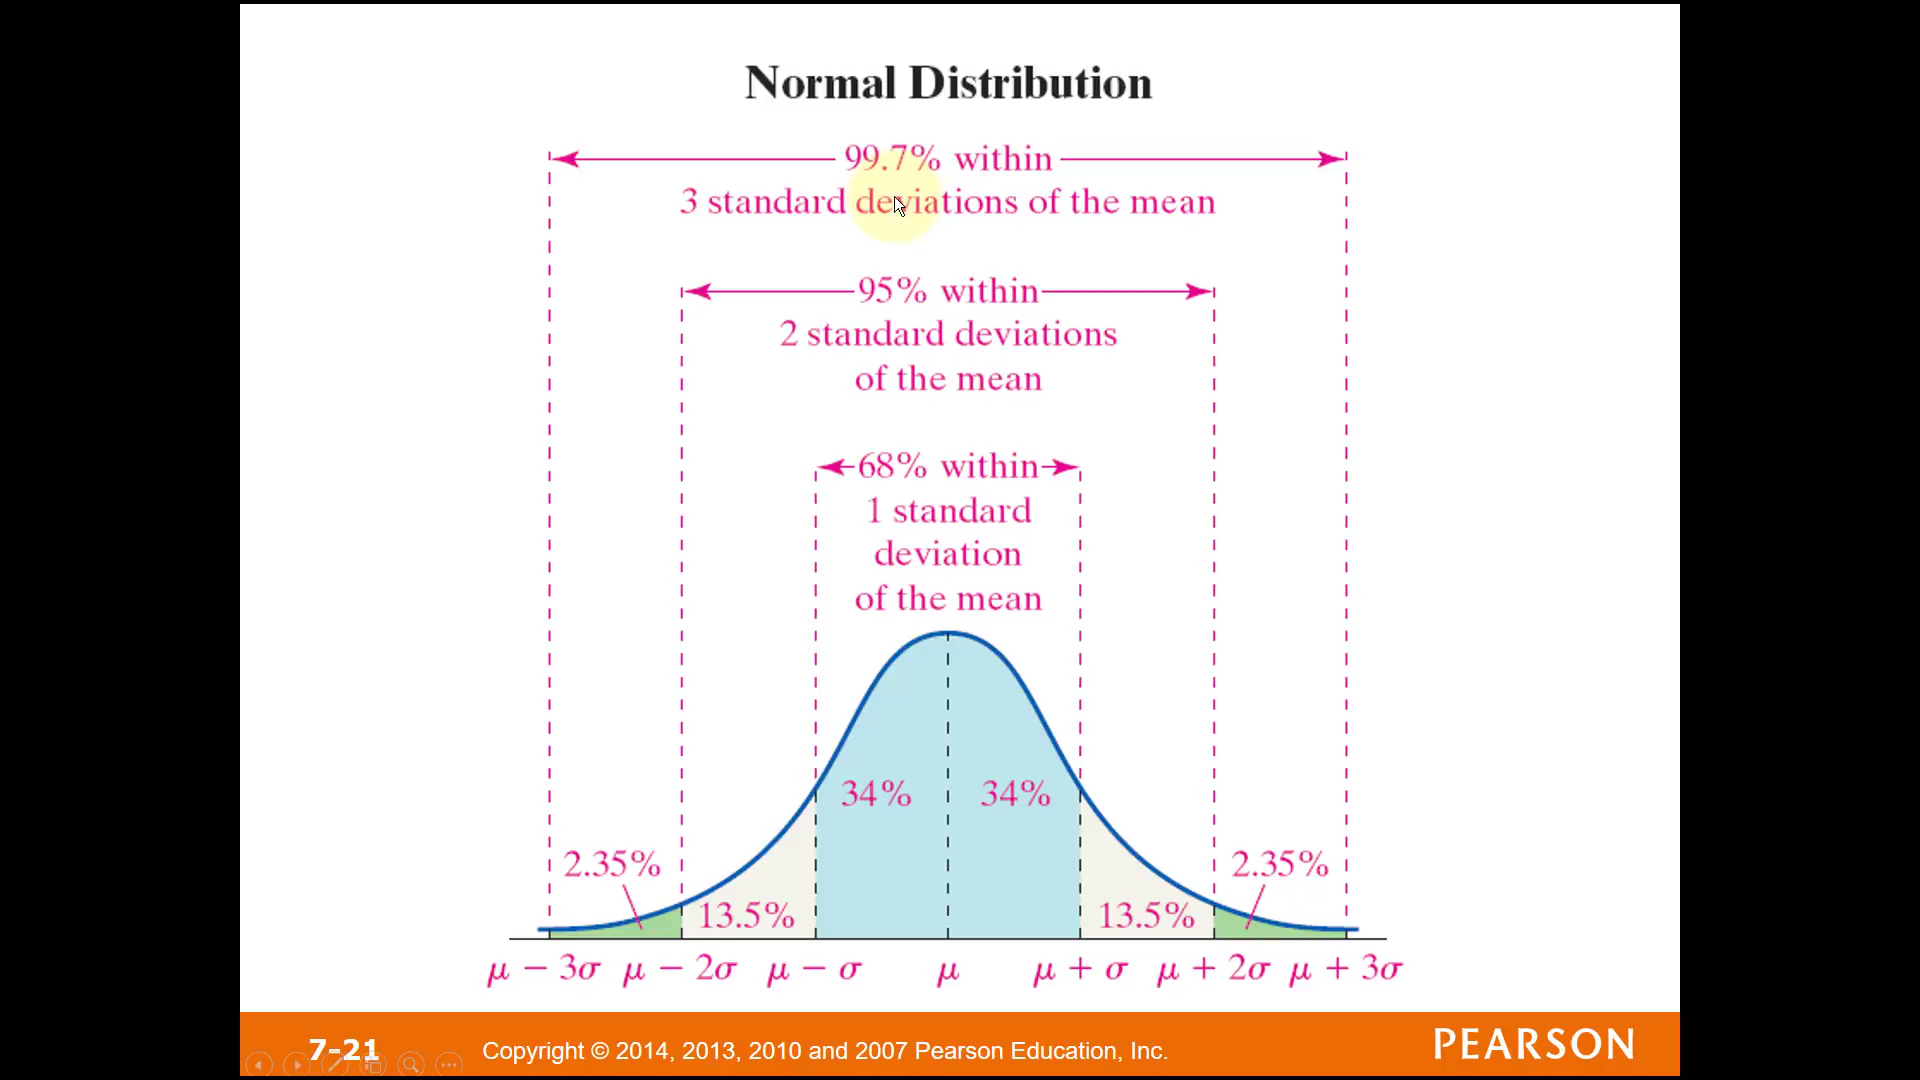 Normal Distribution
99.7% within
3 standard deviations of the mean
95% within
2 standard deviations
of the mean
68% within
1 standard
deviation
of the mean
34% 34%
2.35% 2.35%
13.5% 13.5%
μ − 3σ μ − 2σ μ − σ μ μ + σ μ + 2σ μ + 3σ
7-21 Copyright © 2014, 2013, 2010 and 2007 Pearson Education, Inc. PEARSON